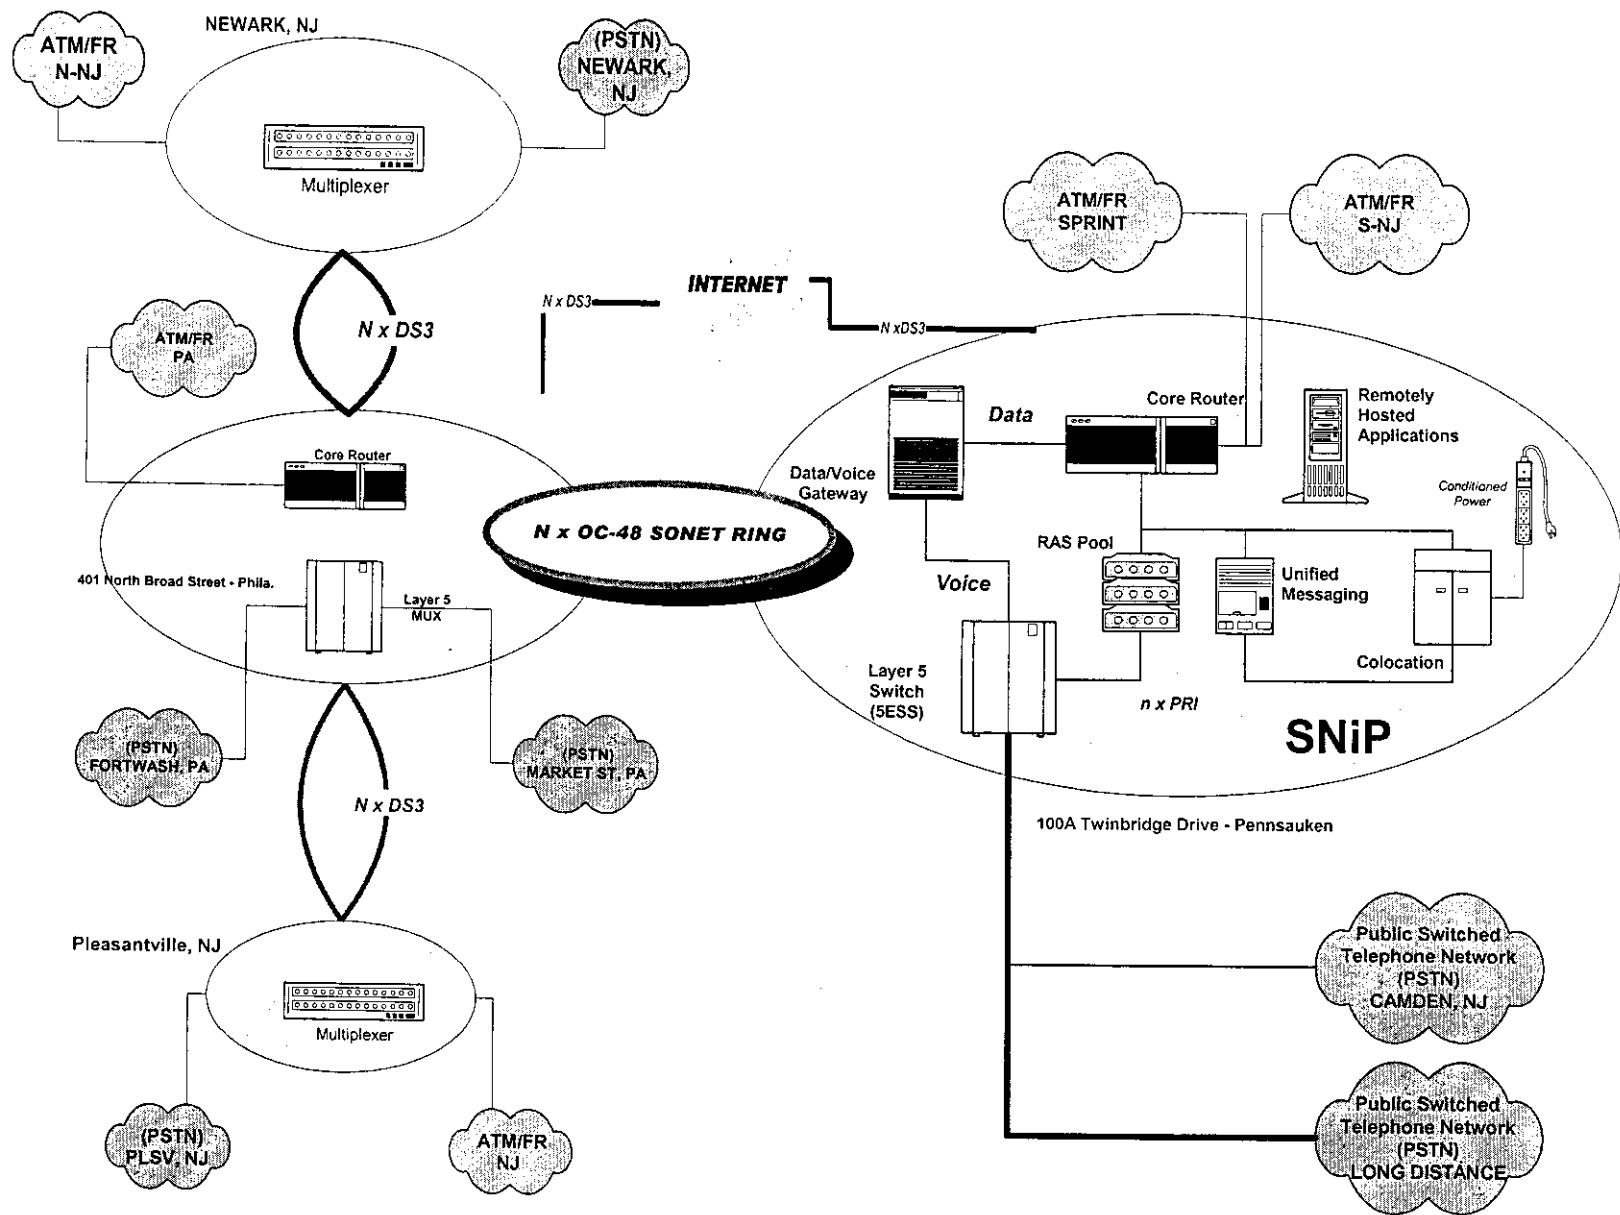 NEWARK, NJ
ATM/FR
N-NJ
(PSTN)
NEWARK,
NJ
Multiplexer
ATM/FR
SPRINT
ATM/FR
S-NJ
INTERNET
N x DS3
N xDS3
N x DS3
ATM/FR
PA
Core Router
Data
Core Router
Remotely
Hosted
Applications
Data/Voice
Gateway
Conditioned
Power
N x OC-48 SONET RING
RAS Pool
Unified
Messaging
Voice
401 North Broad Street - Phila.
Layer 5
MUX
Colocation
Layer 5
Switch
(5ESS)
n x PRI
SNiP
(PSTN)
FORTWASH, PA
(PSTN)
MARKET ST, PA
N x DS3
100A Twinbridge Drive - Pennsauken
Pleasantville, NJ
Multiplexer
Public Switched
Telephone Network
(PSTN)
CAMDEN, NJ
(PSTN)
PLSV, NJ
ATM/FR
NJ
Public Switched
Telephone Network
(PSTN)
LONG DISTANCE